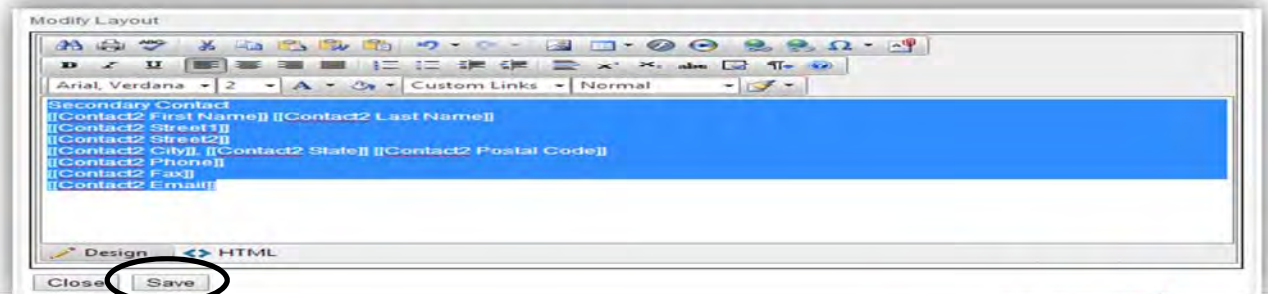 Modify Layout
Arial, Verdana 2 A Custom Links Normal
Secondary Contact
[[Contact2 First Name]] [[Contact2 Last Name]]
[[Contact2 Street1]]
[[Contact2 Street2]]
[[Contact2 City]], [[Contact2 State]] [[Contact2 Postal Code]]
[[Contact2 Phone]]
[[Contact2 Fax]]
[[Contact2 Email]]
Design <> HTML
Close Save